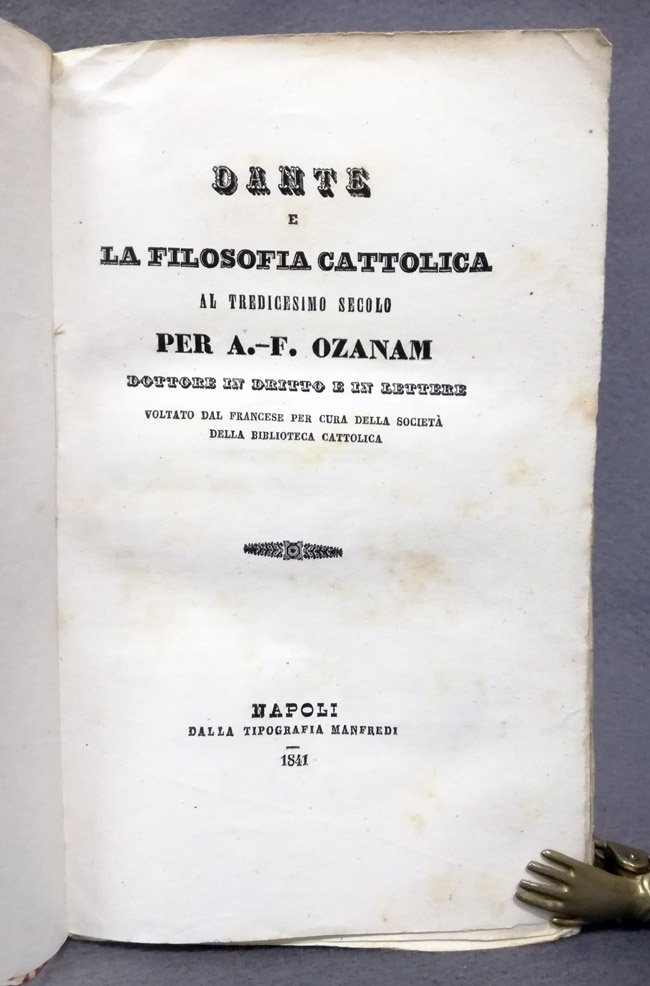 DANTE
E
LA FILOSOFIA CATTOLICA
AL TREDICESIMO SECOLO
PER A.-F. OZANAM
DOTTORE IN DRITTO E IN LETTERE
VOLTATO DAL FRANCESE PER CURA DELLA SOCIETÀ
DELLA BIBLIOTECA CATTOLICA
NAPOLI
DALLA TIPOGRAFIA MANFREDI
1841